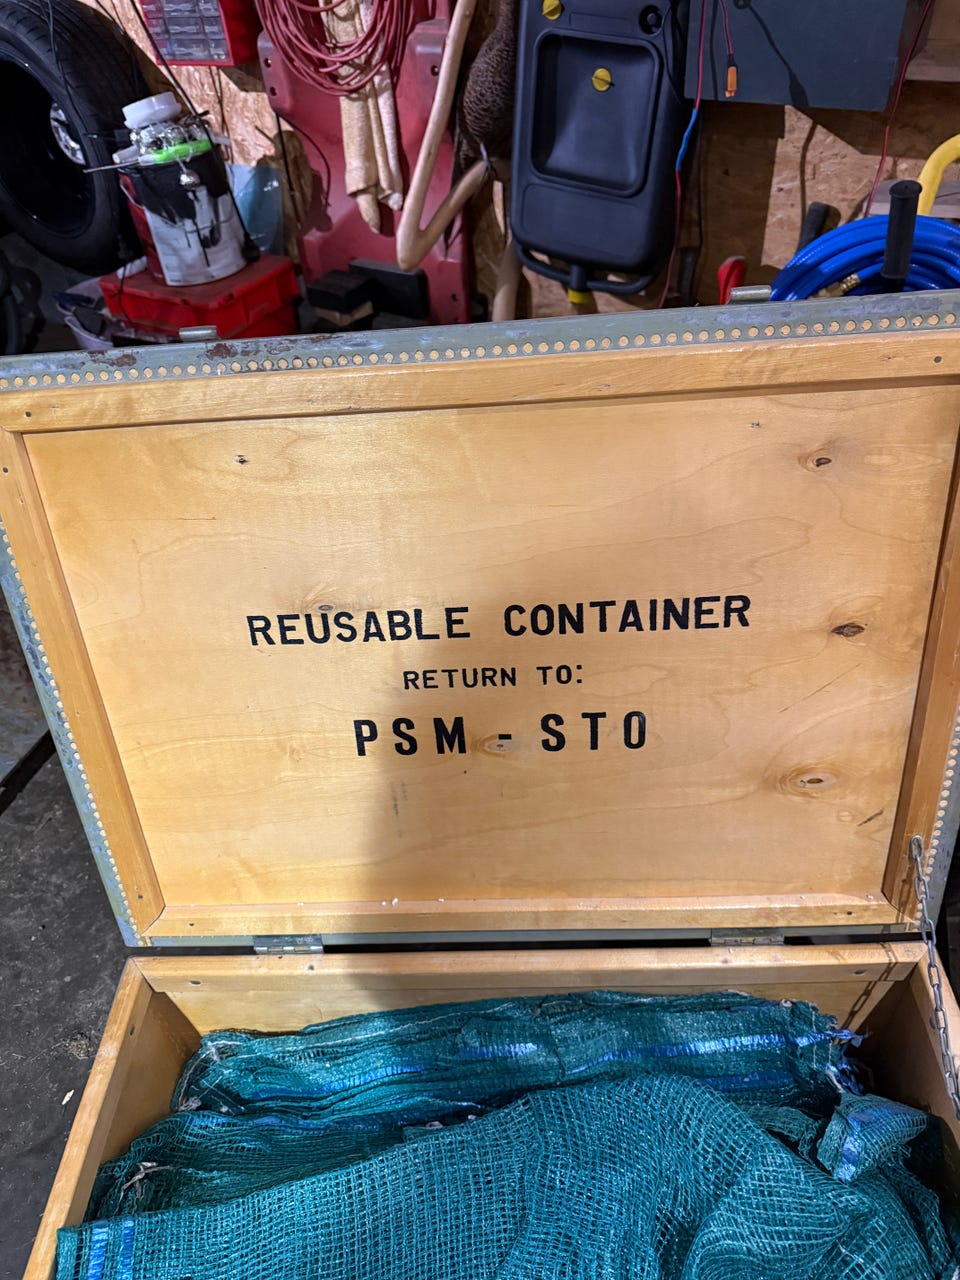 REUSABLE CONTAINER
RETURN TO:
PSM - STO